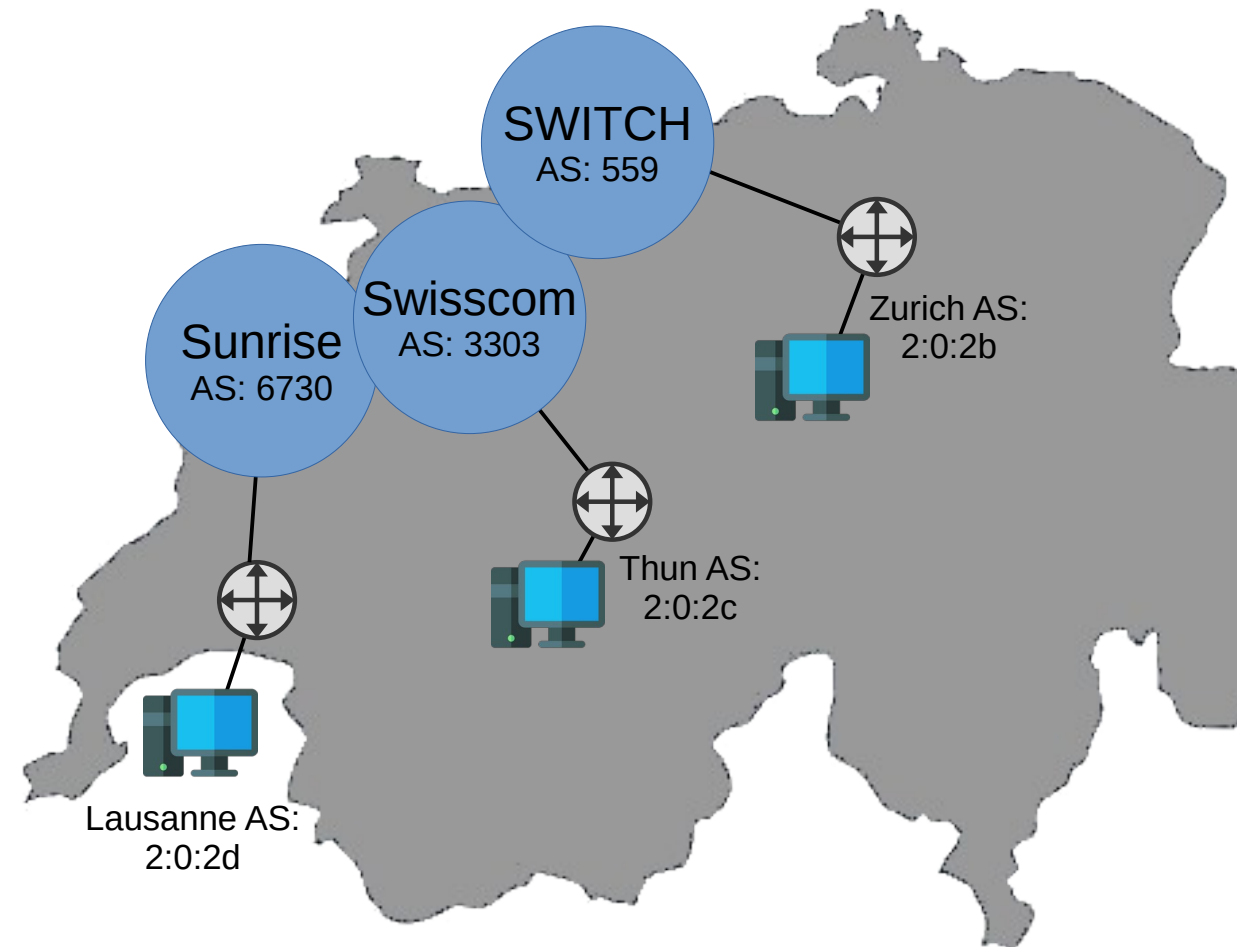 SWITCH
AS: 559
Swisscom
AS: 3303
Sunrise
AS: 6730
Zurich AS:
2:0:2b
Thun AS:
2:0:2c
Lausanne AS:
2:0:2d